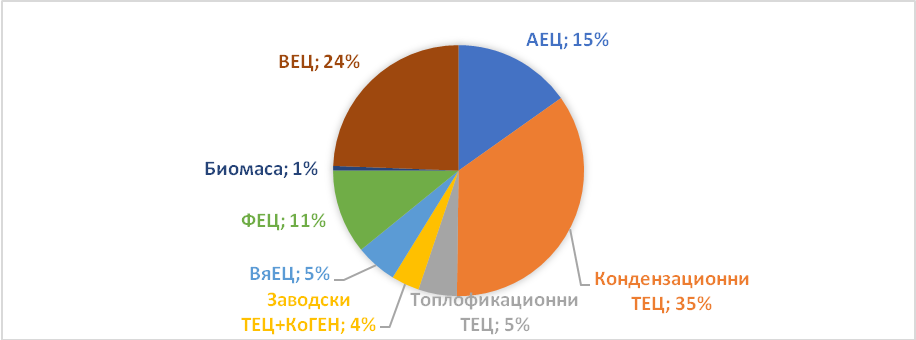 АЕЦ; 15%
ВЕЦ; 24%
Биомаса; 1%
ФЕЦ; 11%
ВяЕЦ; 5%
Кондензационни
ТЕЦ; 35%
Заводски
ТЕЦ+КоГЕН; 4%
Топлофикационни
ТЕЦ; 5%